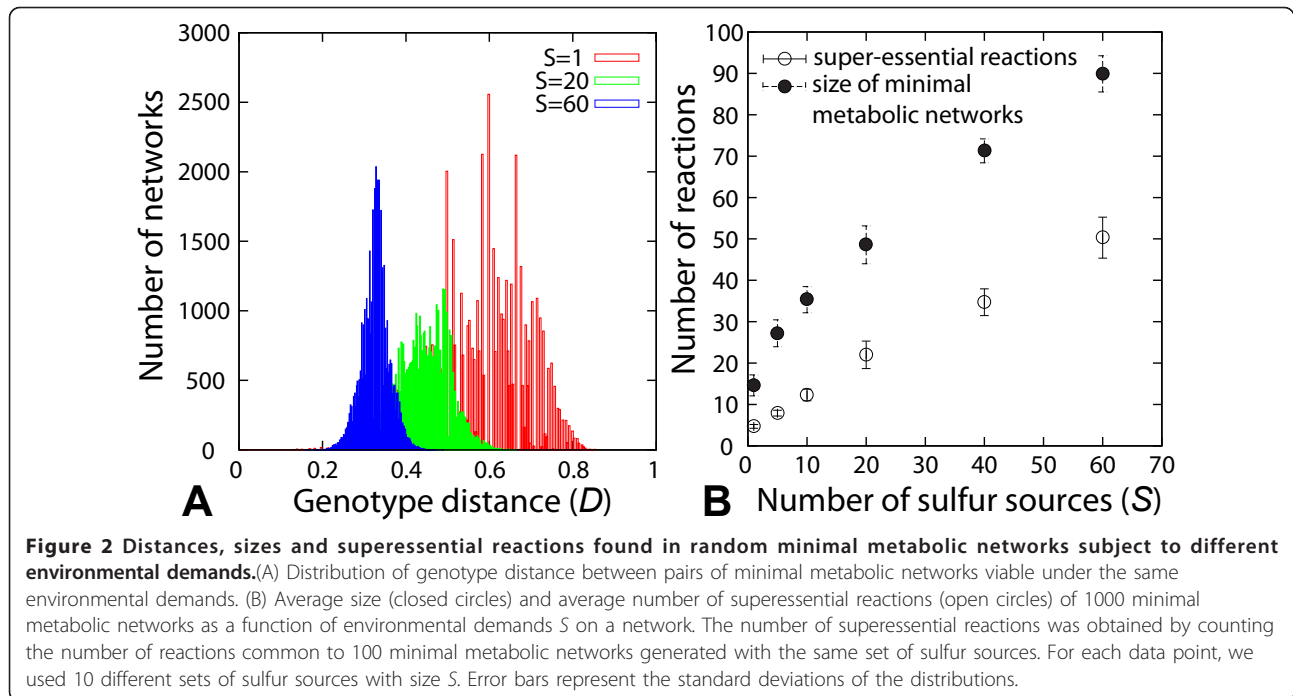 3000
2500
2000
1500
1000
500
0
Number of networks
S=1
S=20
S=60
0 0.2 0.4 0.6 0.8 1
A Genotype distance (D)
100
90
80
70
60
50
40
30
20
10
0
Number of reactions
super-essential reactions
size of minimal
metabolic networks
0 10 20 30 40 50 60 70
B Number of sulfur sources (S)
Figure 2 Distances, sizes and superessential reactions found in random minimal metabolic networks subject to different
environmental demands.(A) Distribution of genotype distance between pairs of minimal metabolic networks viable under the same
environmental demands. (B) Average size (closed circles) and average number of superessential reactions (open circles) of 1000 minimal
metabolic networks as a function of environmental demands S on a network. The number of superessential reactions was obtained by counting
the number of reactions common to 100 minimal metabolic networks generated with the same set of sulfur sources. For each data point, we
used 10 different sets of sulfur sources with size S. Error bars represent the standard deviations of the distributions.